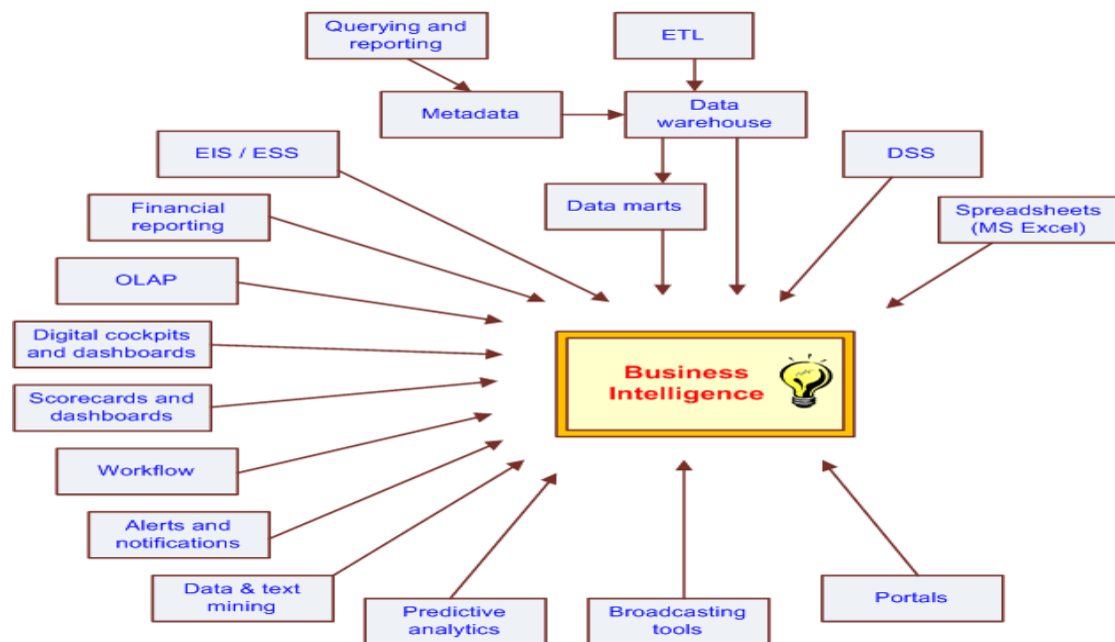 Querying and
reporting
ETL
Metadata
Data
warehouse
EIS / ESS
DSS
Data marts
Financial
reporting
Spreadsheets
(MS Excel)
OLAP
Digital cockpits
and dashboards
Business
Intelligence
Scorecards and
dashboards
Workflow
Alerts and
notifications
Data & text
mining
Predictive
analytics
Broadcasting
tools
Portals